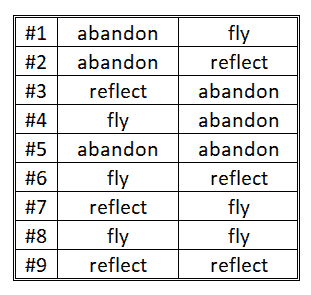 #1 abandon fly
#2 abandon reflect
#3 reflect abandon
#4 fly abandon
#5 abandon abandon
#6 fly reflect
#7 reflect fly
#8 fly fly
#9 reflect reflect